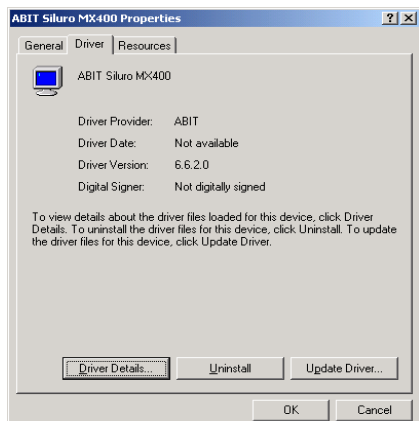 ABIT Siluro MX400 Properties
General Driver Resources
ABIT Siluro MX400
Driver Provider: ABIT
Driver Date: Not available
Driver Version: 6.6.2.0
Digital Signer: Not digitally signed
To view details about the driver files loaded for this device, click Driver
Details. To uninstall the driver files for this device, click Uninstall. To update
the driver files for this device, click Update Driver.
Driver Details... Uninstall Update Driver...
OK Cancel